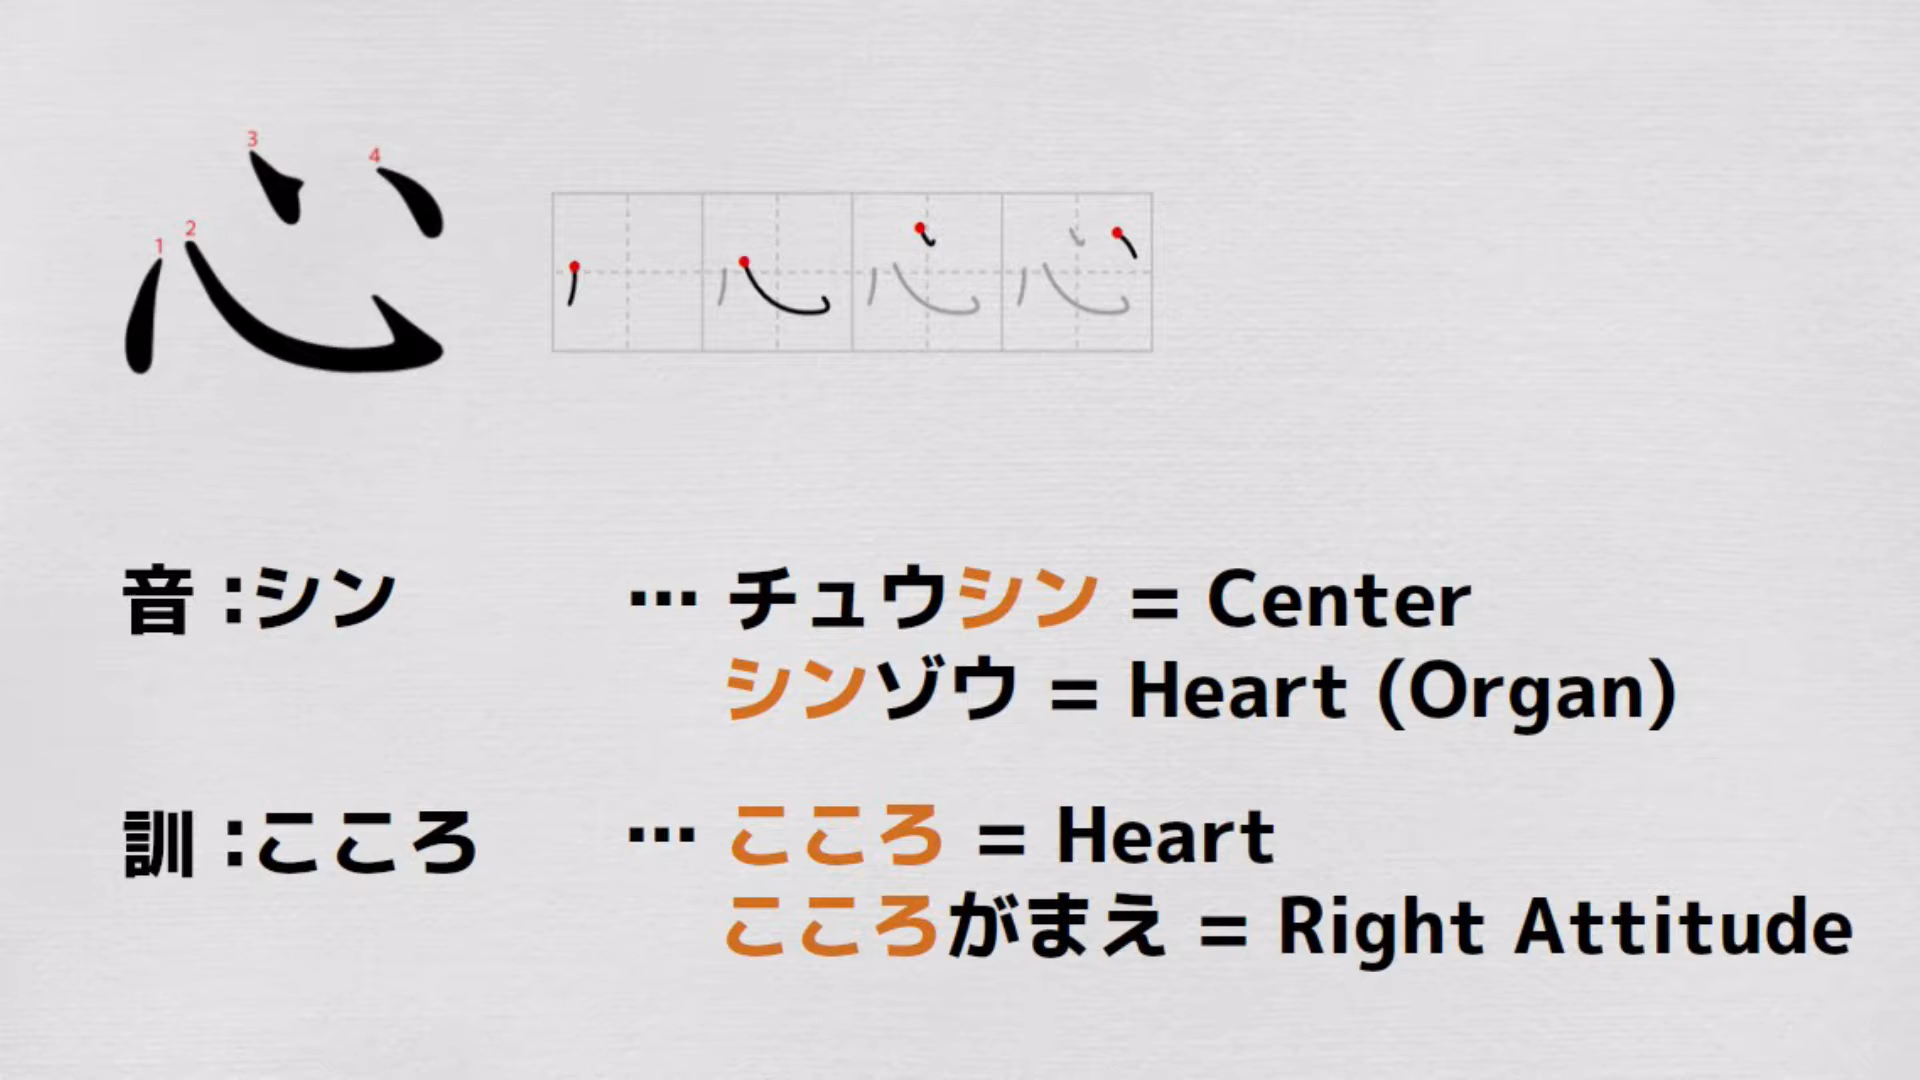 3 4
1 2
心
音 :シン … チュウシン = Center
シンゾウ = Heart (Organ)
訓 :こころ … こころ = Heart
こころがまえ = Right Attitude